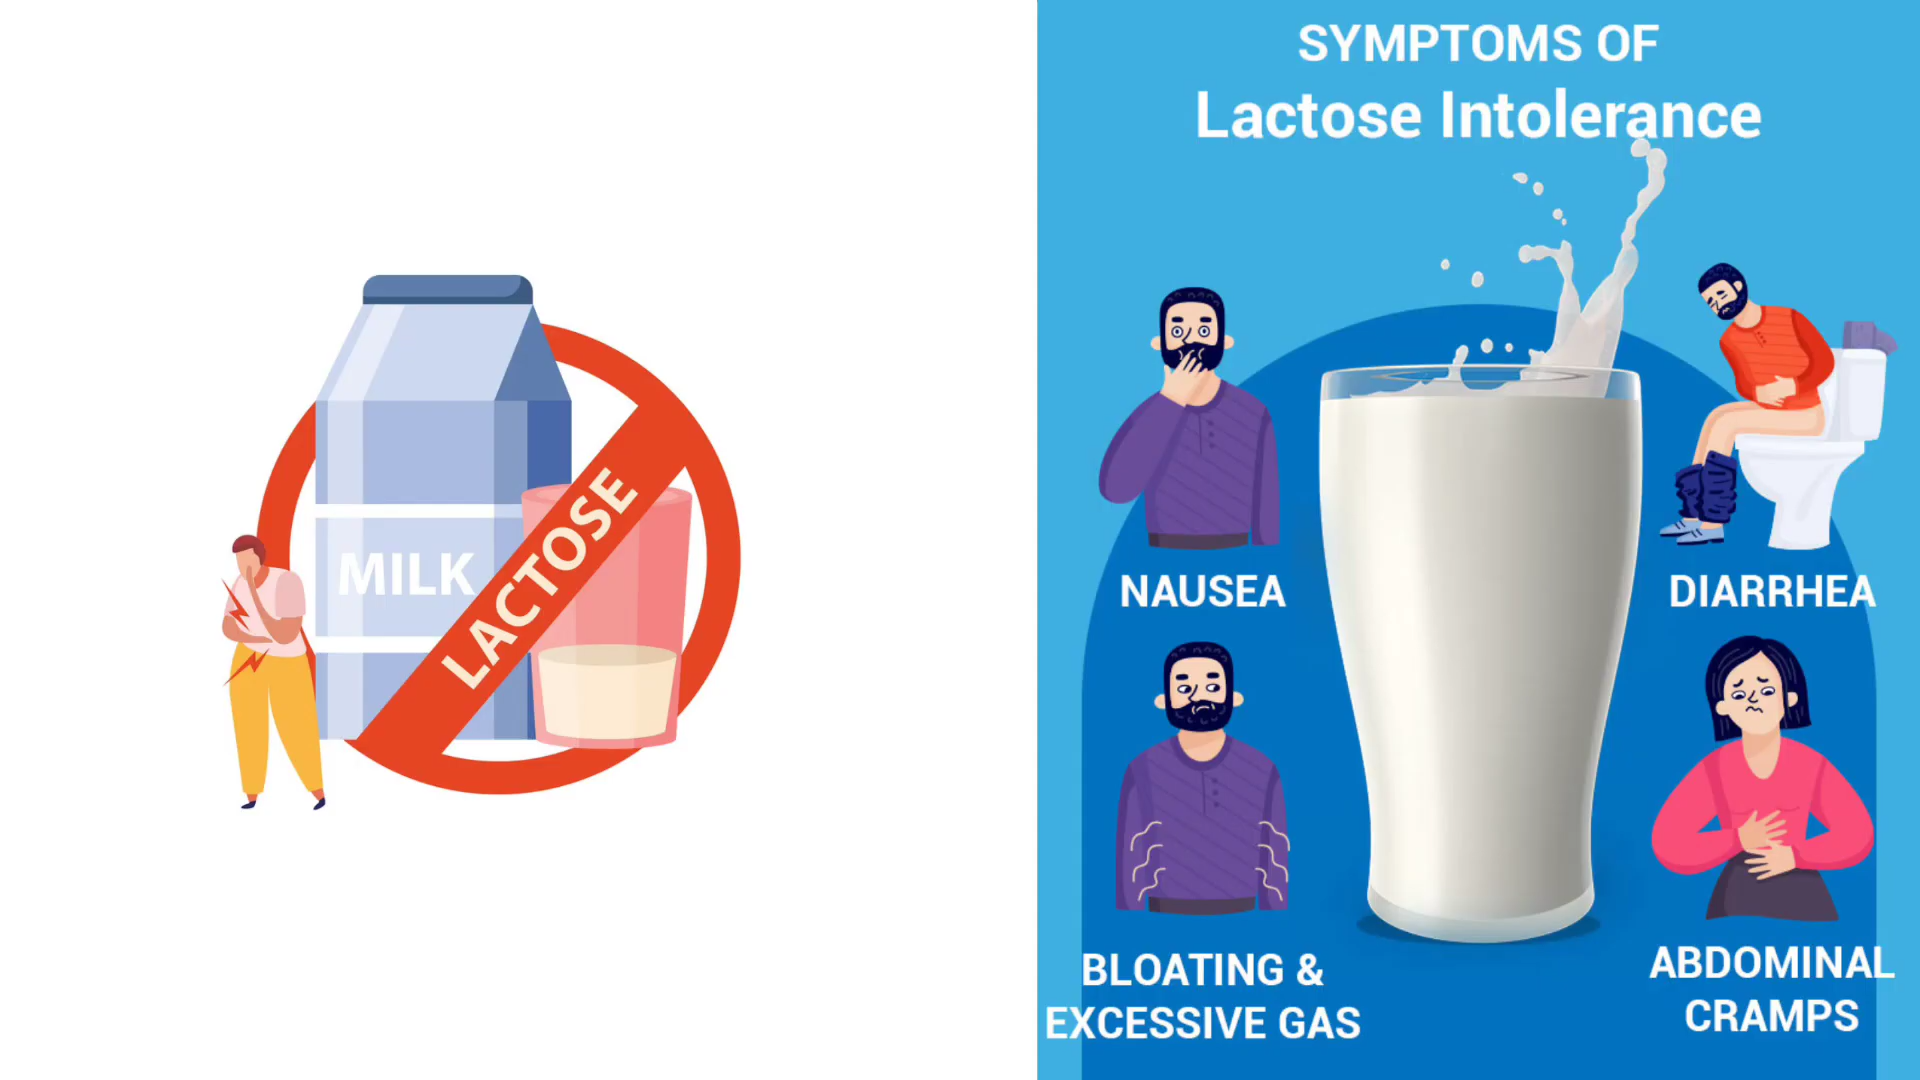 MILK
LACTOSE
SYMPTOMS OF
Lactose Intolerance
NAUSEA
DIARRHEA
BLOATING &
EXCESSIVE GAS
ABDOMINAL
CRAMPS